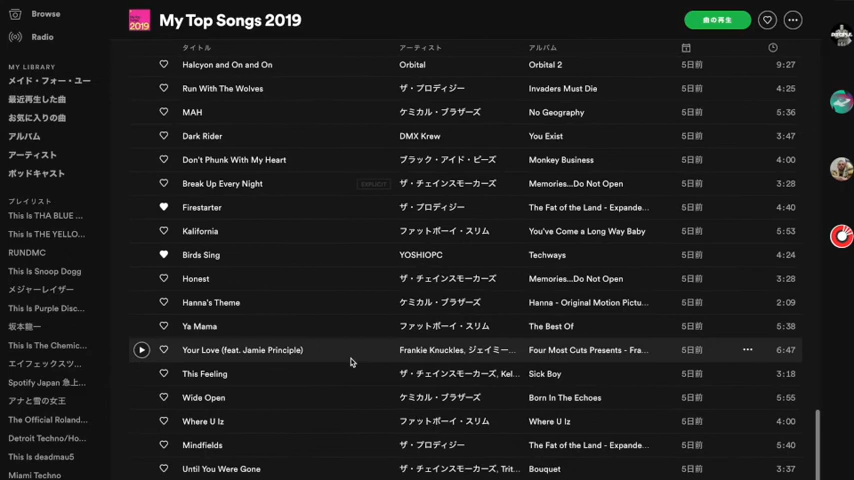 Browse
Radio
MY LIBRARY
メイド・フォー・ユー
最近再生した曲
お気に入りの曲
アルバム
アーティスト
ポッドキャスト
プレイリスト
This Is THA BLUE ...
This Is THE YELLO...
RUNDMC
This Is Snoop Dogg
メジャーレイザー
This Is Purple Disc...
坂本龍一
This Is The Chemic...
エイフェックスツ...
Spotify Japan 急上...
アナと雪の女王
The Official Roland...
Detroit Techno/Ho...
This Is deadmau5
Miami Techno
2019
My Top Songs 2019
曲の再生
タイトル アーティスト アルバム
Halcyon and On and On Orbital Orbital 2 5日前 9:27
Run With The Wolves ザ・プロディジー Invaders Must Die 5日前 4:25
MAH ケミカル・ブラザーズ No Geography 5日前 5:36
Dark Rider DMX Krew You Exist 5日前 3:47
Don't Phunk With My Heart ブラック・アイド・ピーズ Monkey Business 5日前 4:00
Break Up Every Night EXPLICIT ザ・チェインスモーカーズ Memories...Do Not Open 5日前 3:28
Firestarter ザ・プロディジー The Fat of the Land - Expande... 5日前 4:40
Kalifornia ファットボーイ・スリム You've Come a Long Way Baby 5日前 5:53
Birds Sing YOSHIOPC Techways 5日前 4:24
Honest ザ・チェインスモーカーズ Memories...Do Not Open 5日前 3:28
Hanna's Theme ケミカル・ブラザーズ Hanna - Original Motion Pictu... 5日前 2:09
Ya Mama ファットボーイ・スリム The Best Of 5日前 5:38
Your Love (feat. Jamie Principle) Frankie Knuckles, ジェイミー... Four Most Cuts Presents - Fra... 5日前 6:47
This Feeling ザ・チェインスモーカーズ, Kel... Sick Boy 5日前 3:18
Wide Open ケミカル・ブラザーズ Born In The Echoes 5日前 5:55
Where U Iz ファットボーイ・スリム Where U Iz 5日前 4:00
Mindfields ザ・プロディジー The Fat of the Land - Expande... 5日前 5:40
Until You Were Gone ザ・チェインスモーカーズ, Trit... Bouquet 5日前 3:37